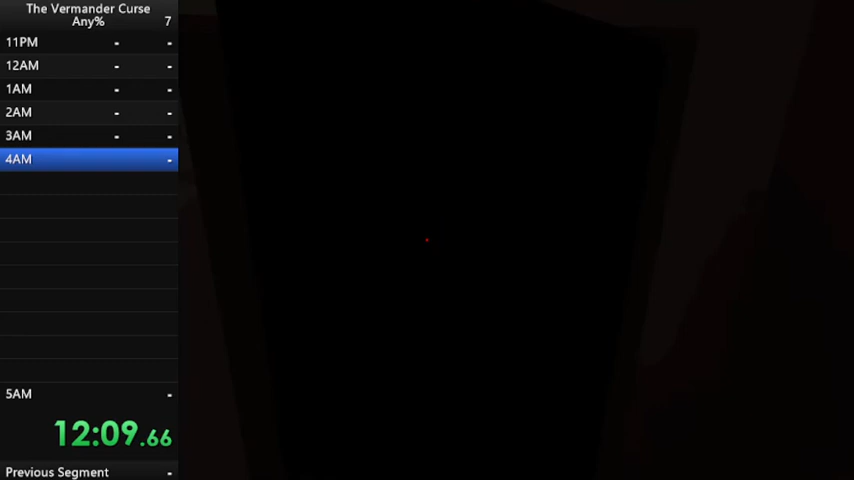 The Vermander Curse
Any% 7
11PM - -
12AM - -
1AM - -
2AM - -
3AM - -
4AM -
5AM -
12:09.66
Previous Segment -